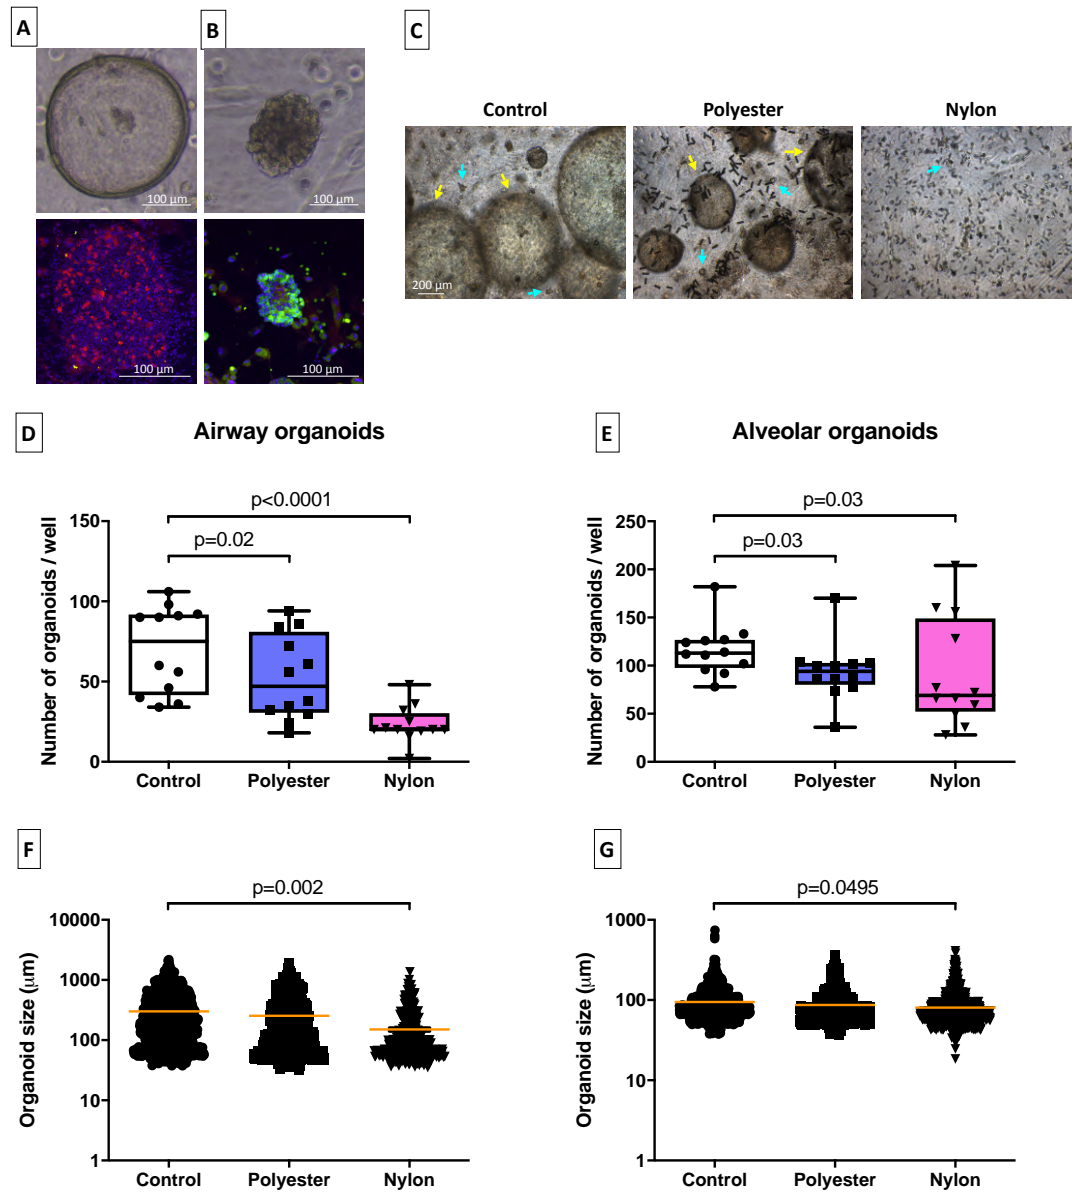 A
B
C
Control
Polyester
Nylon
100 µm
100 µm
200 µm
100 µm
100 µm
D
Airway organoids
p<0.0001
p=0.02
Number of organoids / well
150
100
50
0
Control
Polyester
Nylon
E
Alveolar organoids
p=0.03
p=0.03
Number of organoids / well
250
200
150
100
50
0
Control
Polyester
Nylon
F
p=0.002
Organoid size (µm)
10000
1000
100
10
1
Control
Polyester
Nylon
G
p=0.0495
Organoid size (µm)
1000
100
10
1
Control
Polyester
Nylon